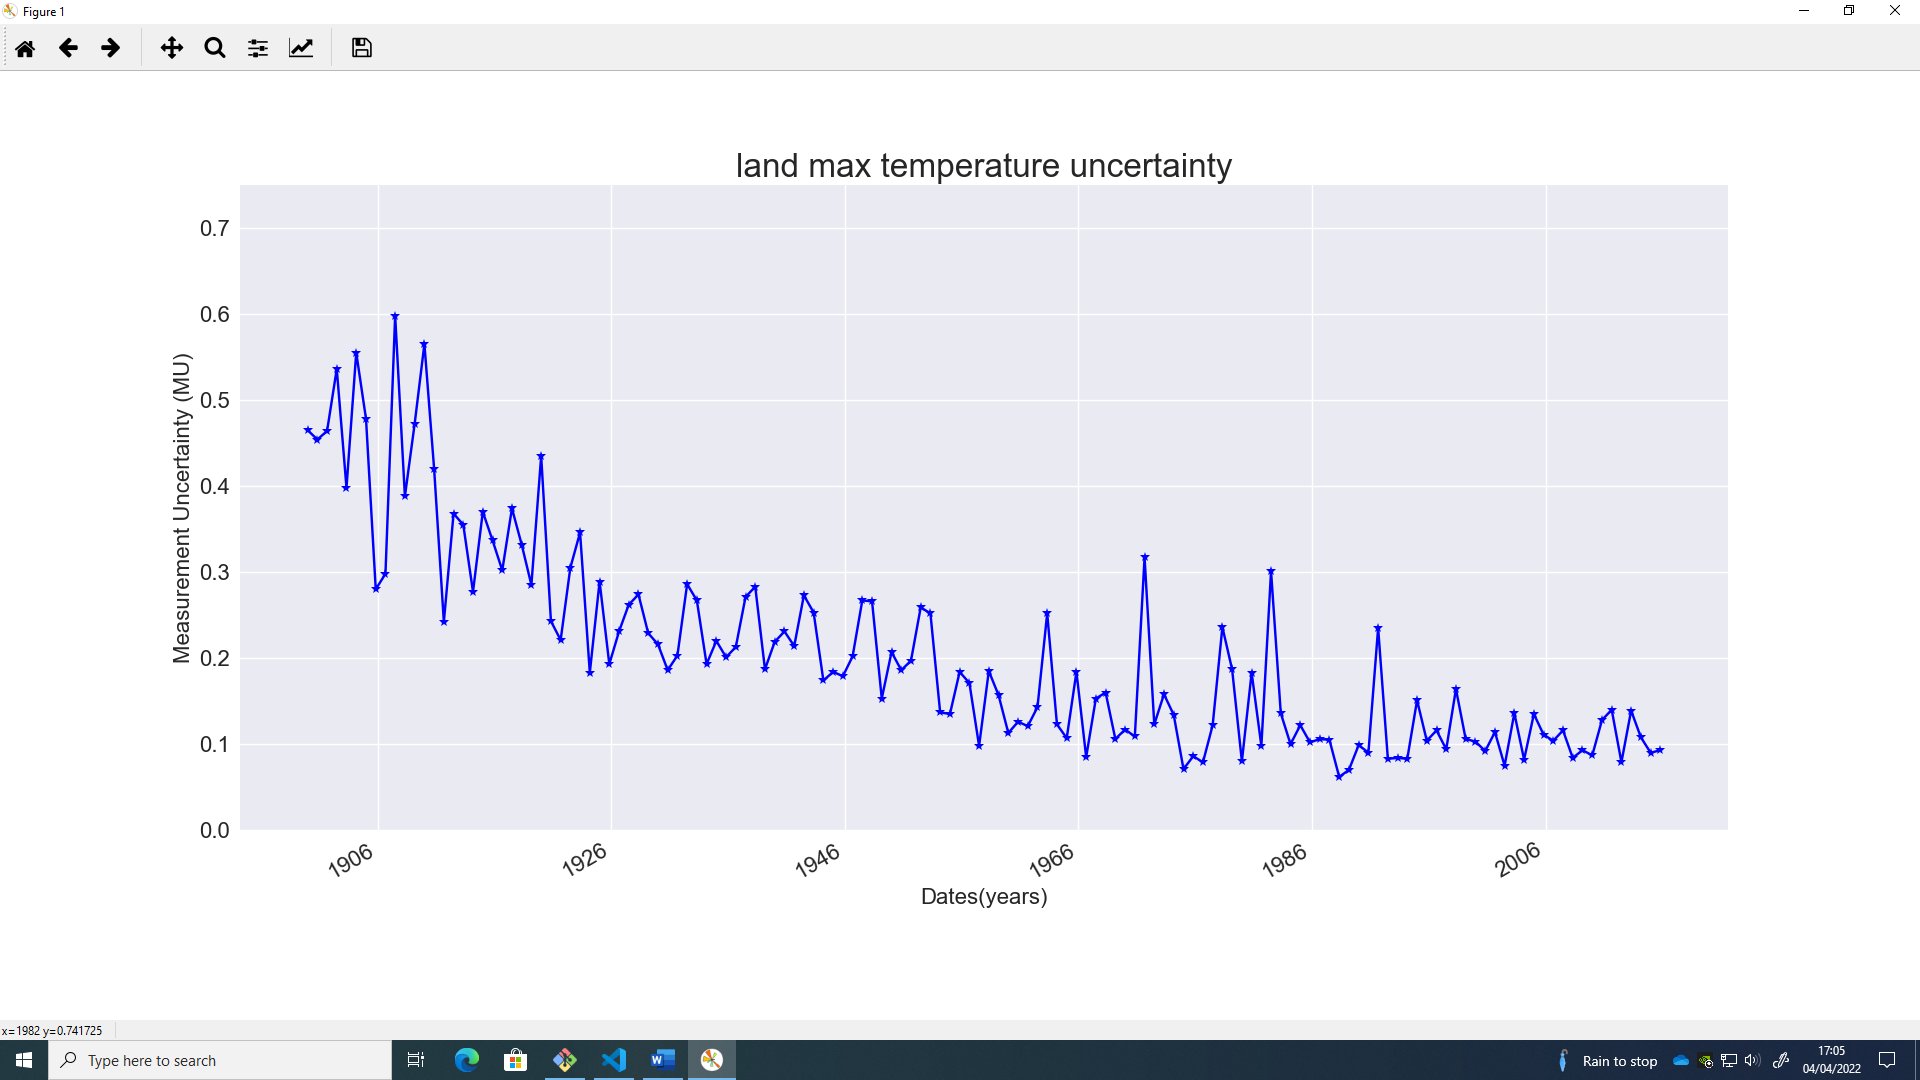 Figure 1
land max temperature uncertainty
0.7
0.6
0.5
0.4
0.3
0.2
0.1
0.0
Measurement Uncertainty (MU)
1906
1926
1946
1966
1986
2006
Dates(years)
x=1982 y=0.741725
Type here to search
W
Rain to stop
17:05
04/04/2022